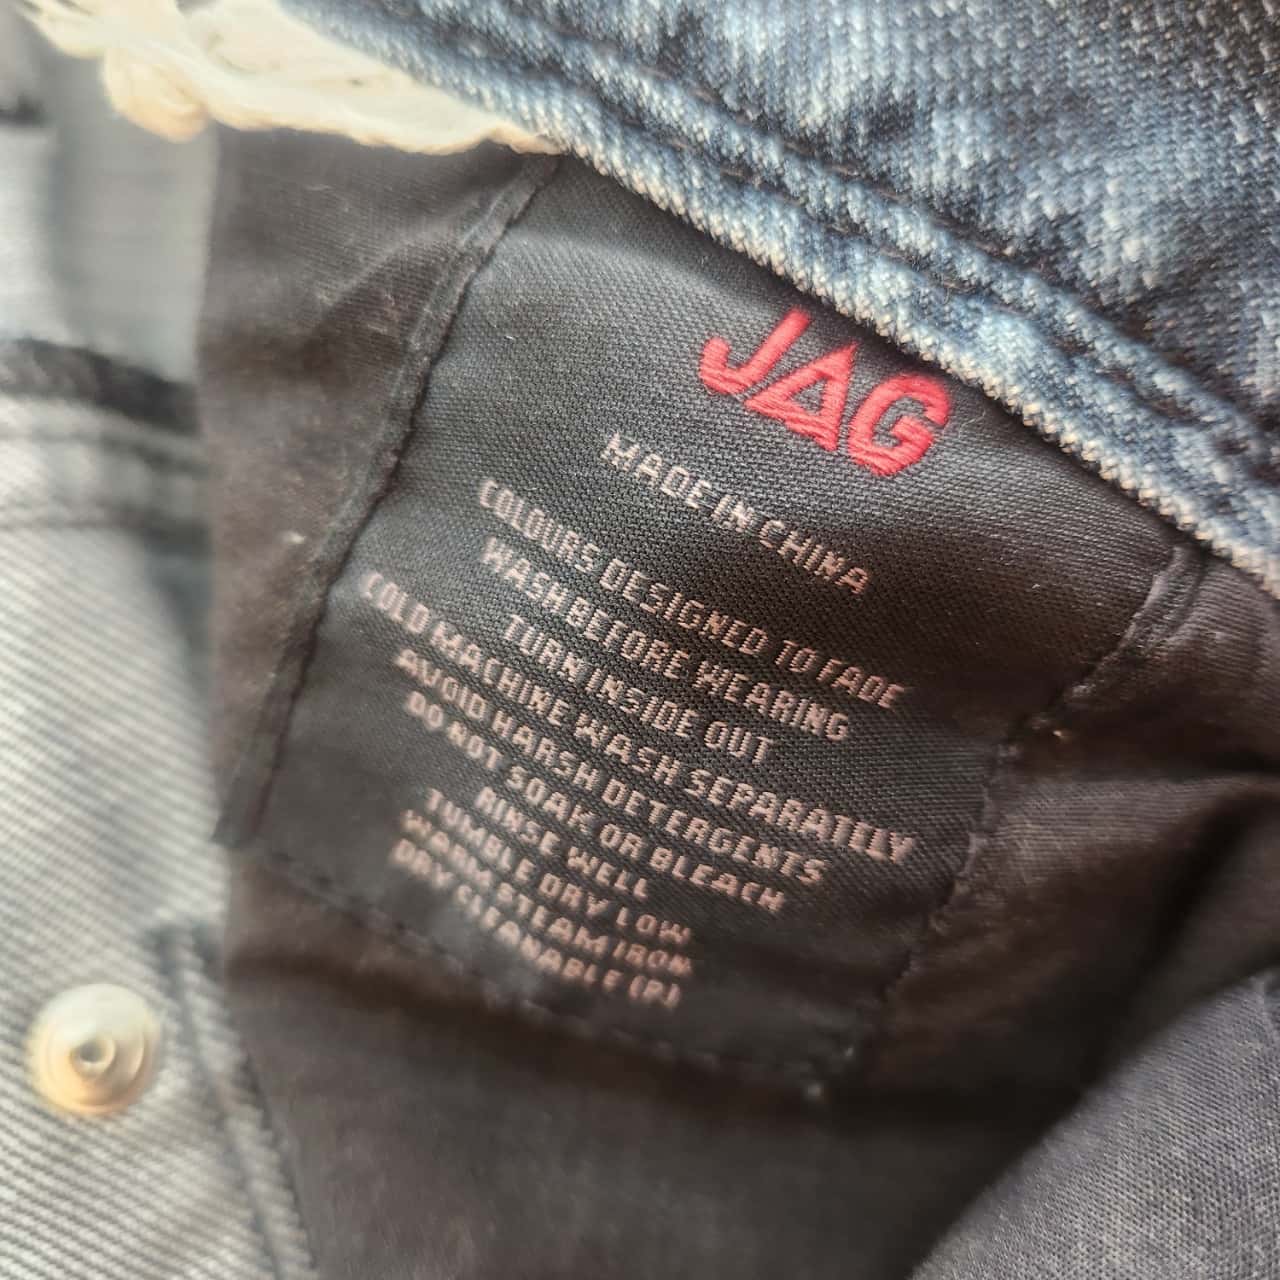 JAG
MADE IN CHINA
COLOURS DESIGNED TO FADE
WASH BEFORE WEARING
TURN INSIDE OUT
COLD MACHINE WASH SEPARATELY
AVOID HARSH DETERGENTS
DO NOT SOAK OR BLEACH
RINSE WELL
TUMBLE DRY LOW
WARM STEAM IRON
DRY CLEANABLE (P)